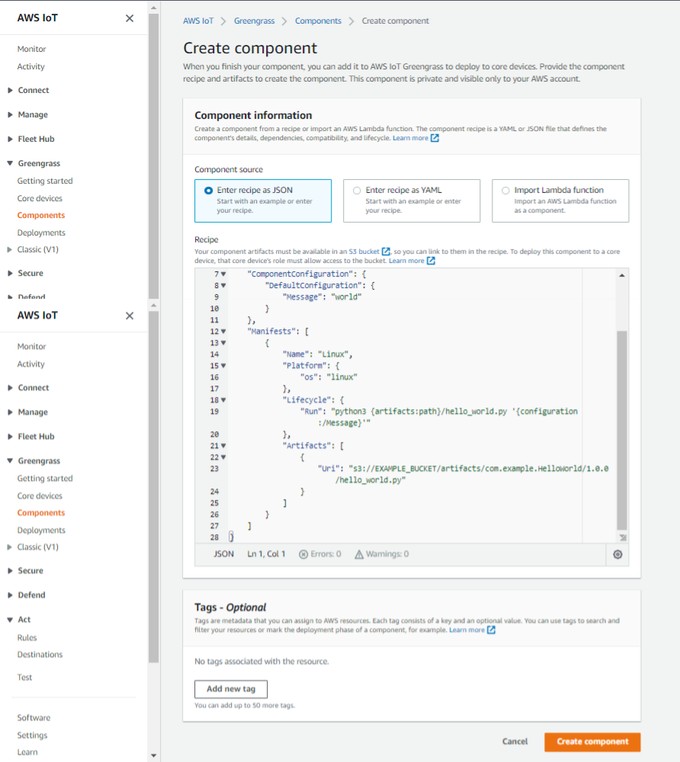 AWS IoT
Monitor
Activity
Connect
Manage
Fleet Hub
Greengrass
Getting started
Core devices
Components
Deployments
Classic (V1)
Secure
Defend
AWS IoT
Monitor
Activity
Connect
Manage
Fleet Hub
Greengrass
Getting started
Core devices
Components
Deployments
Classic (V1)
Secure
Defend
Act
Rules
Destinations
Test
Software
Settings
Learn
AWS IoT > Greengrass > Components > Create component
Create component
When you finish your component, you can add it to AWS IoT Greengrass to deploy to core devices. Provide the component
recipe and artifacts to create the component. This component is private and visible only to your AWS account.
Component information
Create a component from a recipe or import an AWS Lambda function. The component recipe is a YAML or JSON file that defines the
component's details, dependencies, compatibility, and lifecycle. Learn more
Component source
Enter recipe as JSON
Start with an example or enter
your recipe.
Enter recipe as YAML
Start with an example or enter
your recipe.
Import Lambda function
Import an AWS Lambda function
as a component.
Recipe
Your component artifacts must be available in an S3 bucket, so you can link to them in the recipe. To deploy this component to a core
device, that core device's role must allow access to the bucket. Learn more
7 "ComponentConfiguration": {
8 "DefaultConfiguration": {
9 "Message": "world"
10 }
11 },
12 "Manifests": [
13 {
14 "Name": "Linux",
15 "Platform": {
16 "os": "linux"
17 },
18 "Lifecycle": {
19 "Run": "python3 {artifacts:path}/hello_world.py '{configuration
:/Message}'"
20 },
21 "Artifacts": [
22 {
23 "Uri": "s3://EXAMPLE_BUCKET/artifacts/com.example.HelloWorld/1.0.0
/hello_world.py"
24 }
25 ]
26 }
27 ]
28 }
JSON Ln 1, Col 1 Errors: 0 Warnings: 0
Tags - Optional
Tags are metadata that you can assign to AWS resources. Each tag consists of a key and an optional value. You can use tags to search and
filter your resources or mark the deployment phase of a component, for example. Learn more
No tags associated with the resource.
Add new tag
You can add up to 50 more tags.
Cancel
Create component